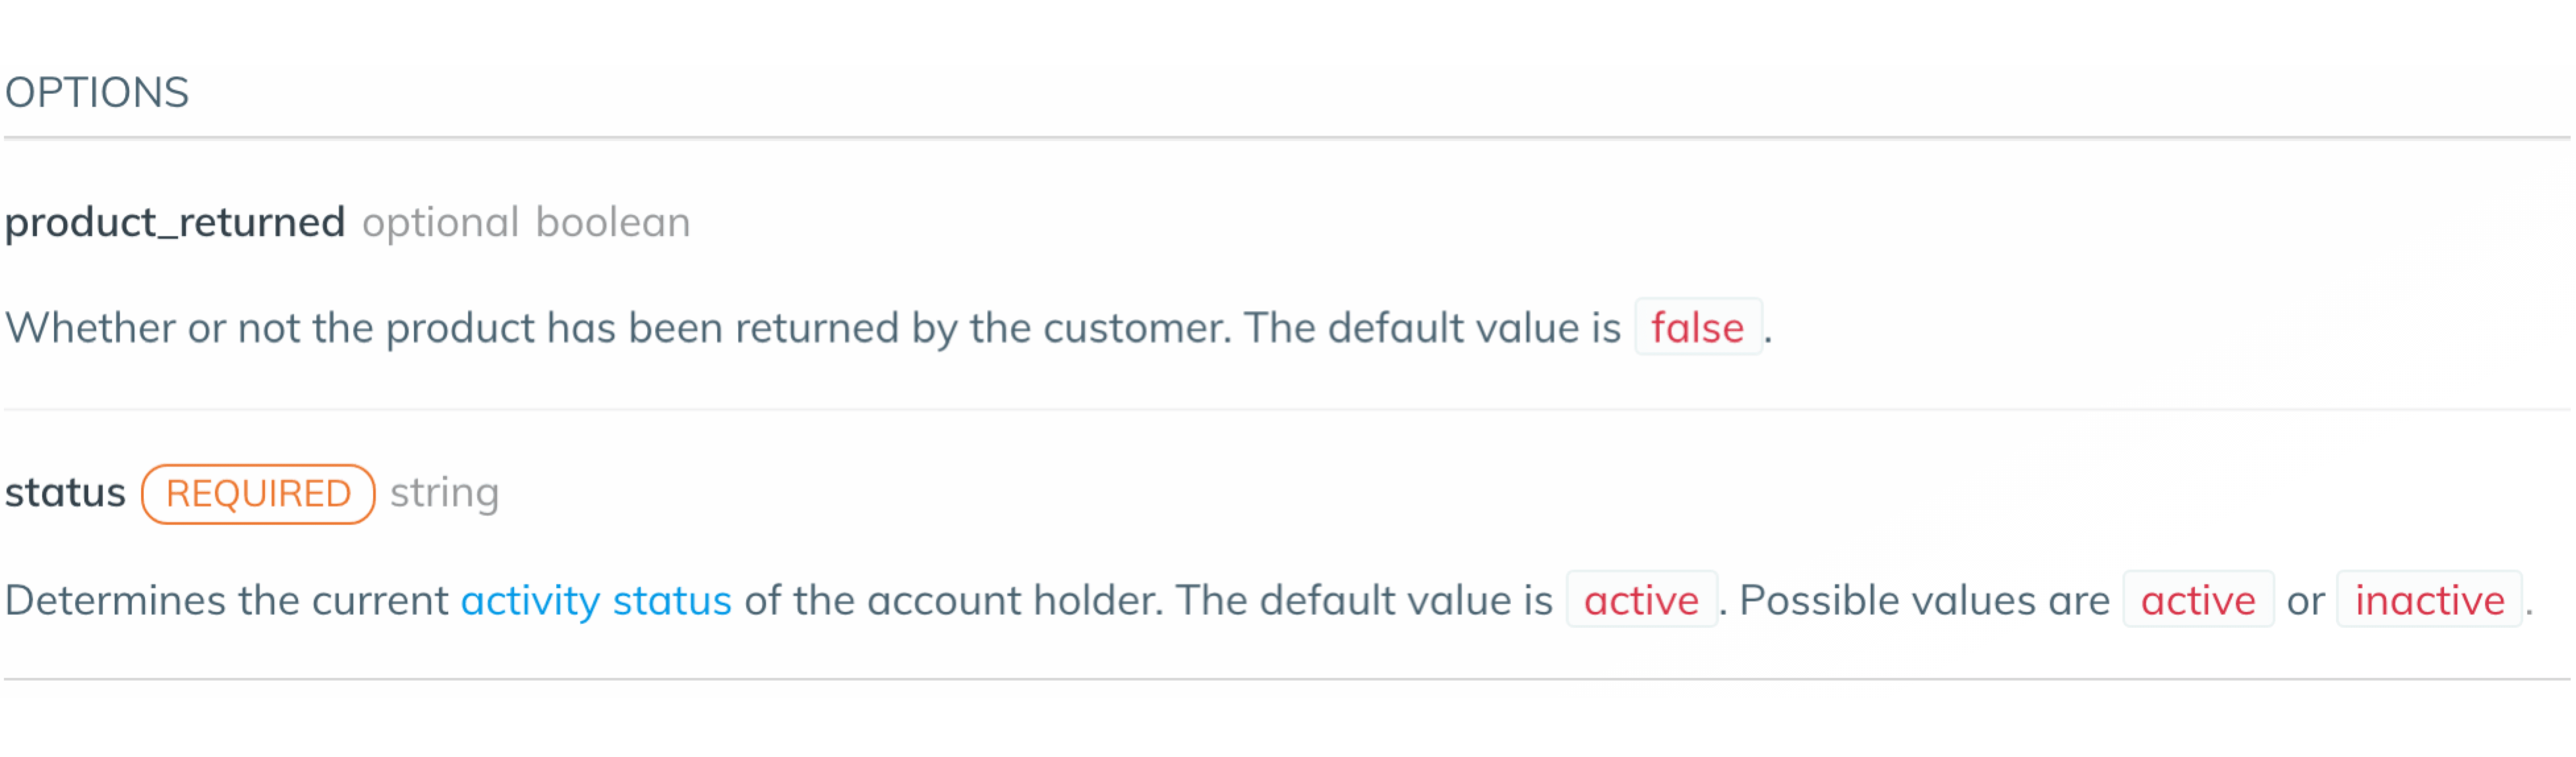 OPTIONS
product_returned optional boolean
Whether or not the product has been returned by the customer. The default value is false .
status REQUIRED string
Determines the current activity status of the account holder. The default value is active . Possible values are active or inactive .